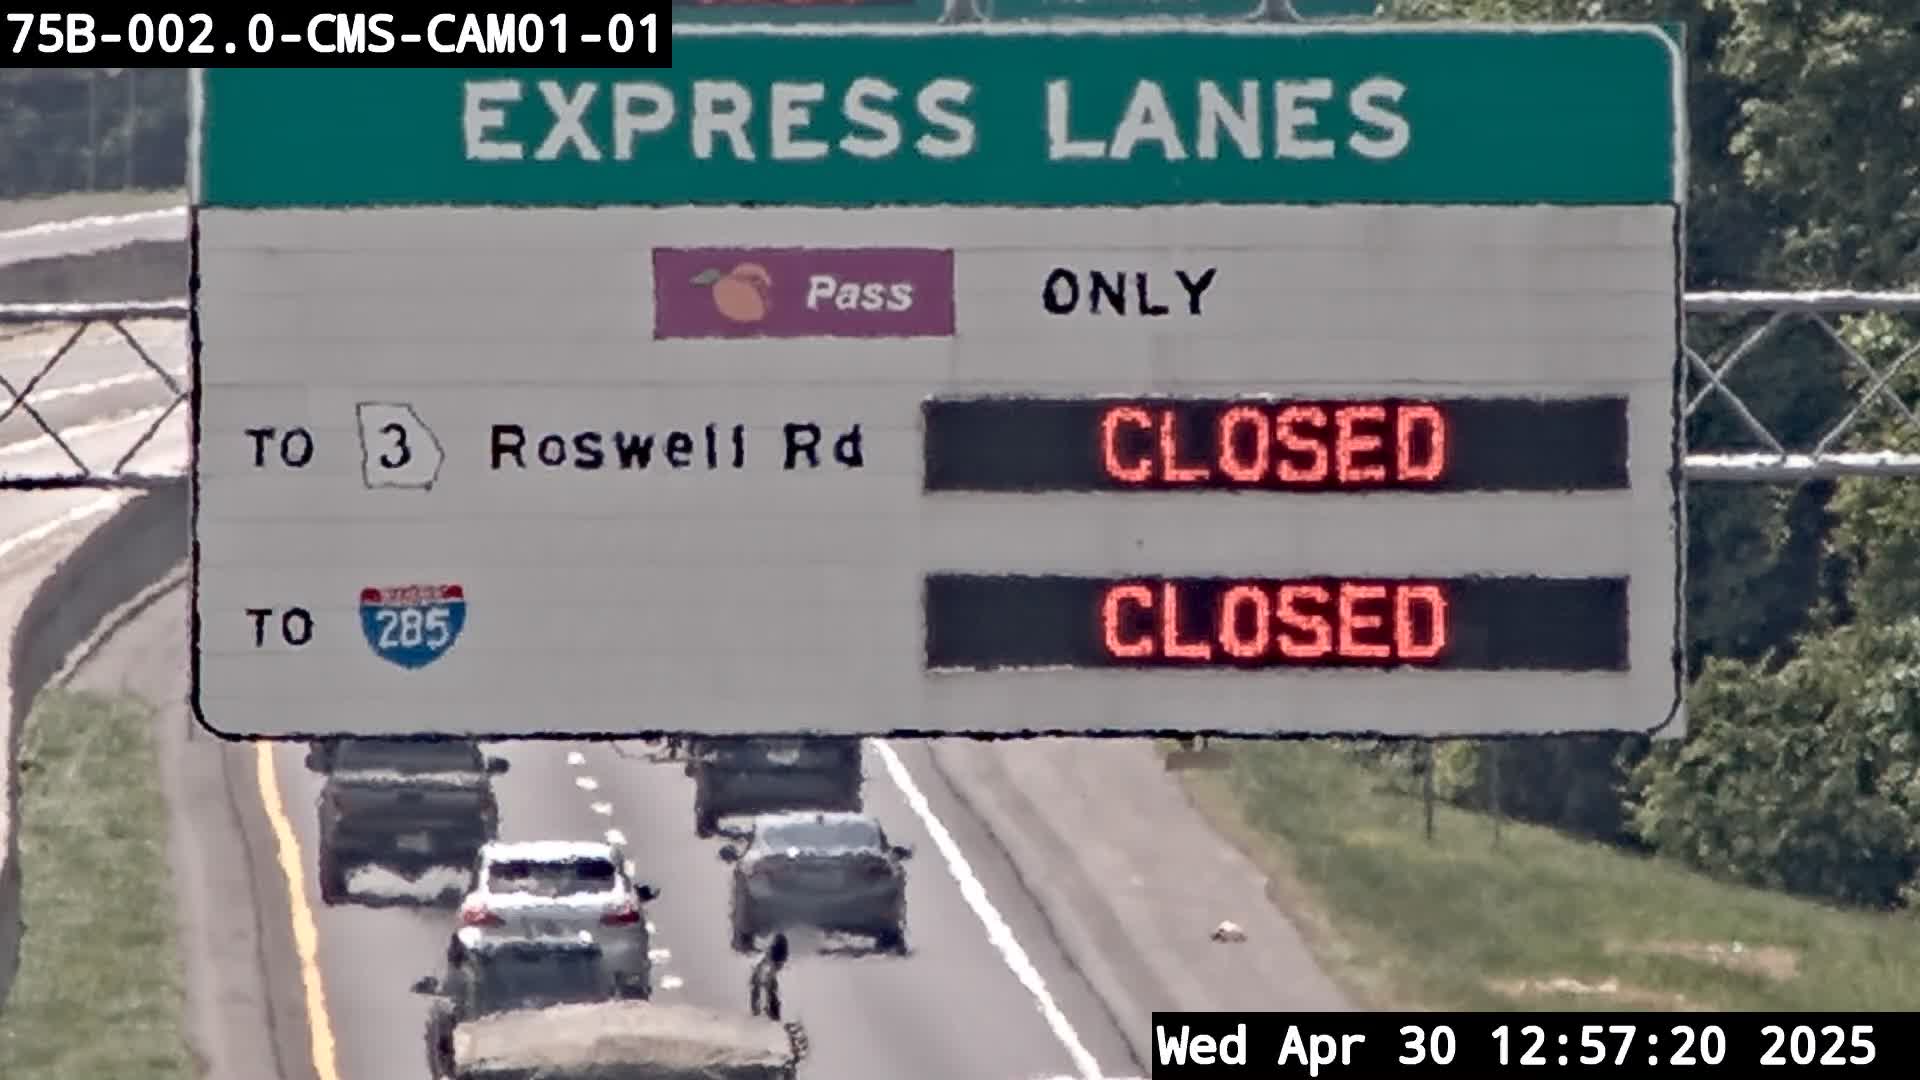 75B-002.0-CMS-CAM01-01
EXPRESS LANES
Pass ONLY
TO 3 Roswell Rd CLOSED
TO 285 CLOSED
Wed Apr 30 12:57:20 2025